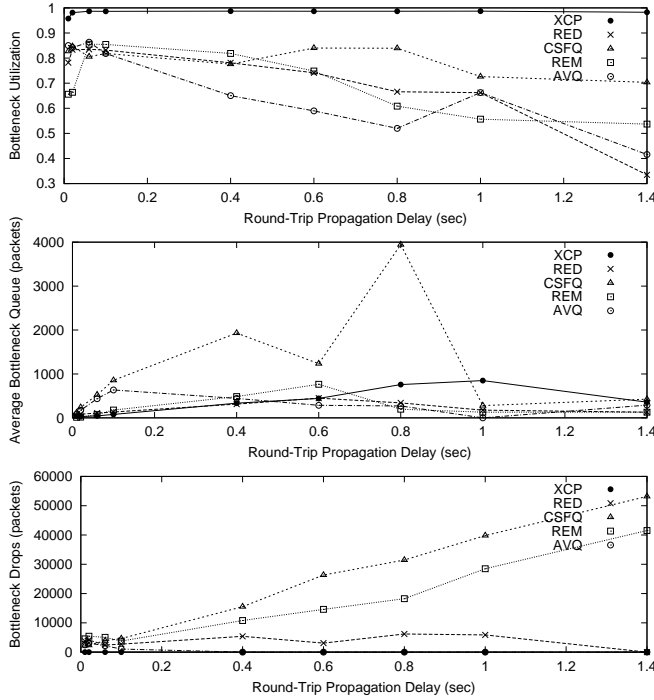 1
0.9
0.8
0.7
0.6
0.5
0.4
0.3
Bottleneck Utilization
XCP
RED
CSFQ
REM
AVQ
0 0.2 0.4 0.6 0.8 1 1.2 1.4
Round-Trip Propagation Delay (sec)
4000
3000
2000
1000
0
Average Bottleneck Queue (packets)
XCP
RED
CSFQ
REM
AVQ
0 0.2 0.4 0.6 0.8 1 1.2 1.4
Round-Trip Propagation Delay (sec)
60000
50000
40000
30000
20000
10000
0
Bottleneck Drops (packets)
XCP
RED
CSFQ
REM
AVQ
0 0.2 0.4 0.6 0.8 1 1.2 1.4
Round-Trip Propagation Delay (sec)